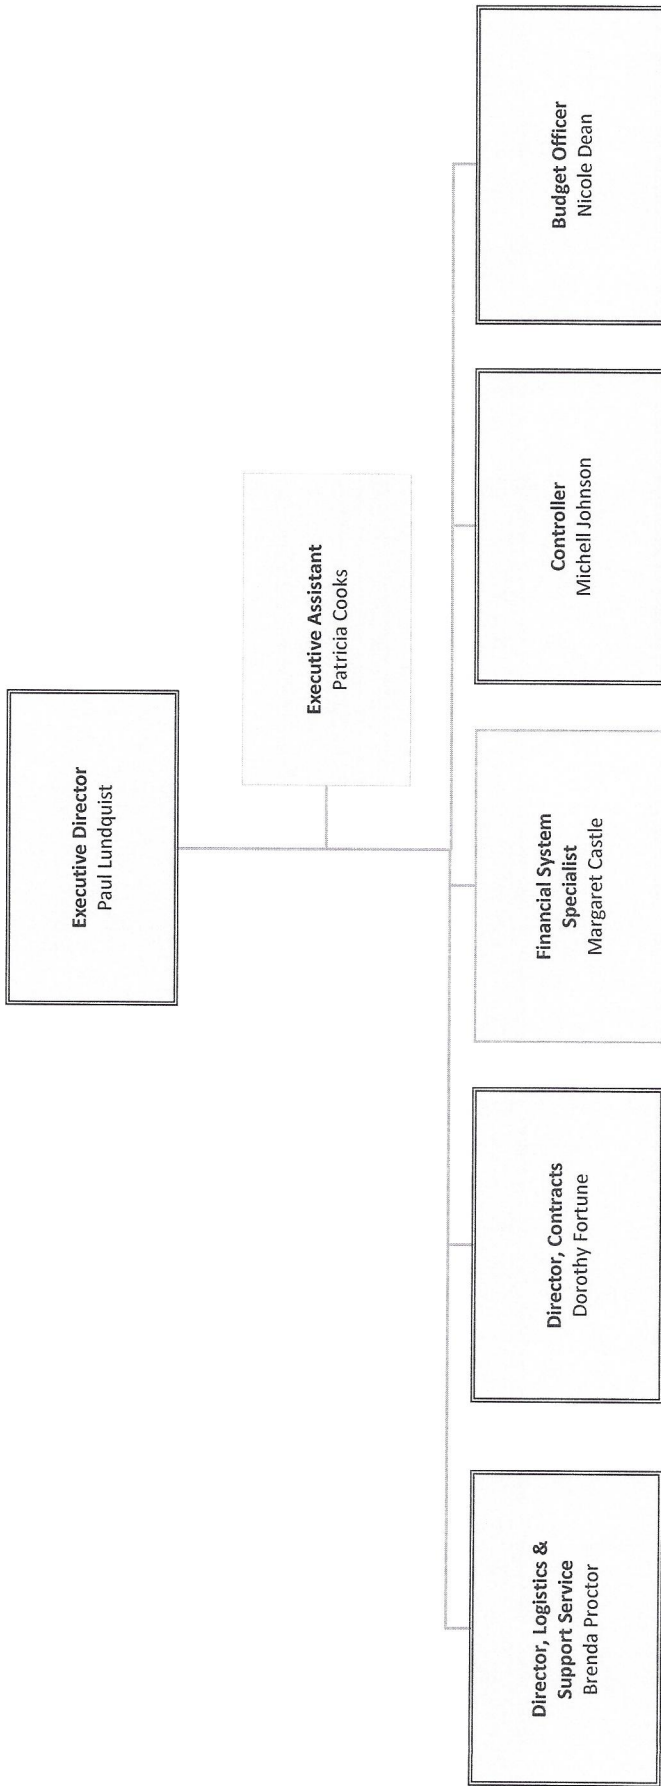 Executive Director
Paul Lundquist
Executive Assistant
Patricia Cooks
Director, Logistics &
Support Service
Brenda Proctor
Director, Contracts
Dorothy Fortune
Financial System
Specialist
Margaret Castle
Controller
Michell Johnson
Budget Officer
Nicole Dean